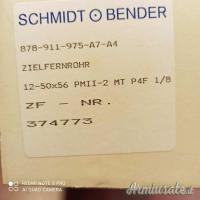 SCHMIDT BENDER
878-911-975-A7-A4
ZIELFERNROHR
12-50x56 PMII-2 MT P4F 1/8
ZF - NR.
374773
REDMI NOTE 8 PRO
AI QUAD CAMERA
Armiusate.it